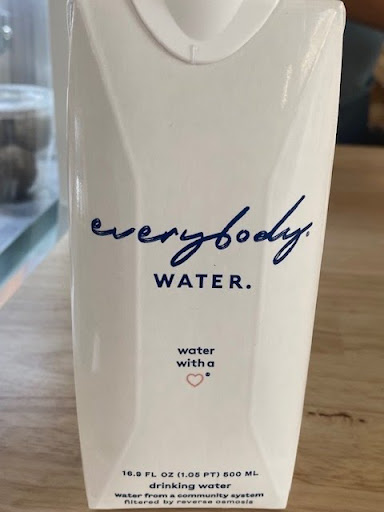 everybody.
WATER.
water
with a
♡®
16.9 FL OZ (1.05 PT) 500 ML
drinking water
water from a community system
filtered by reverse osmosis